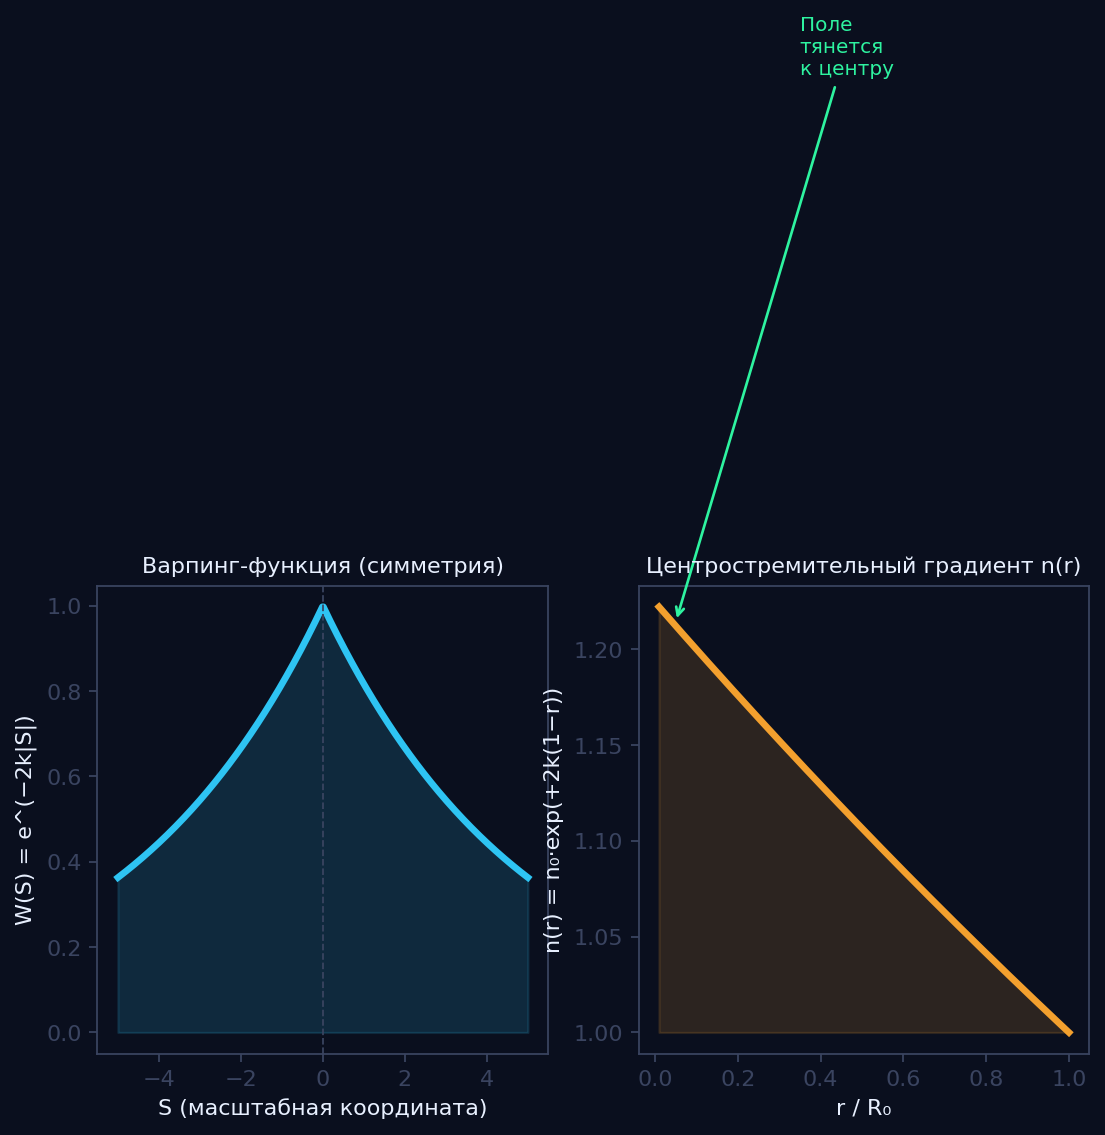 Поле
тянется
к центру
Варпинг-функция (симметрия)
W(S) = e^(−2k|S|)
1.0
0.8
0.6
0.4
0.2
0.0
−4
−2
0
2
4
S (масштабная координата)
Центростремительный градиент n(r)
n(r) = n₀·exp(+2k(1−r))
1.20
1.15
1.10
1.05
1.00
0.0
0.2
0.4
0.6
0.8
1.0
r / R₀